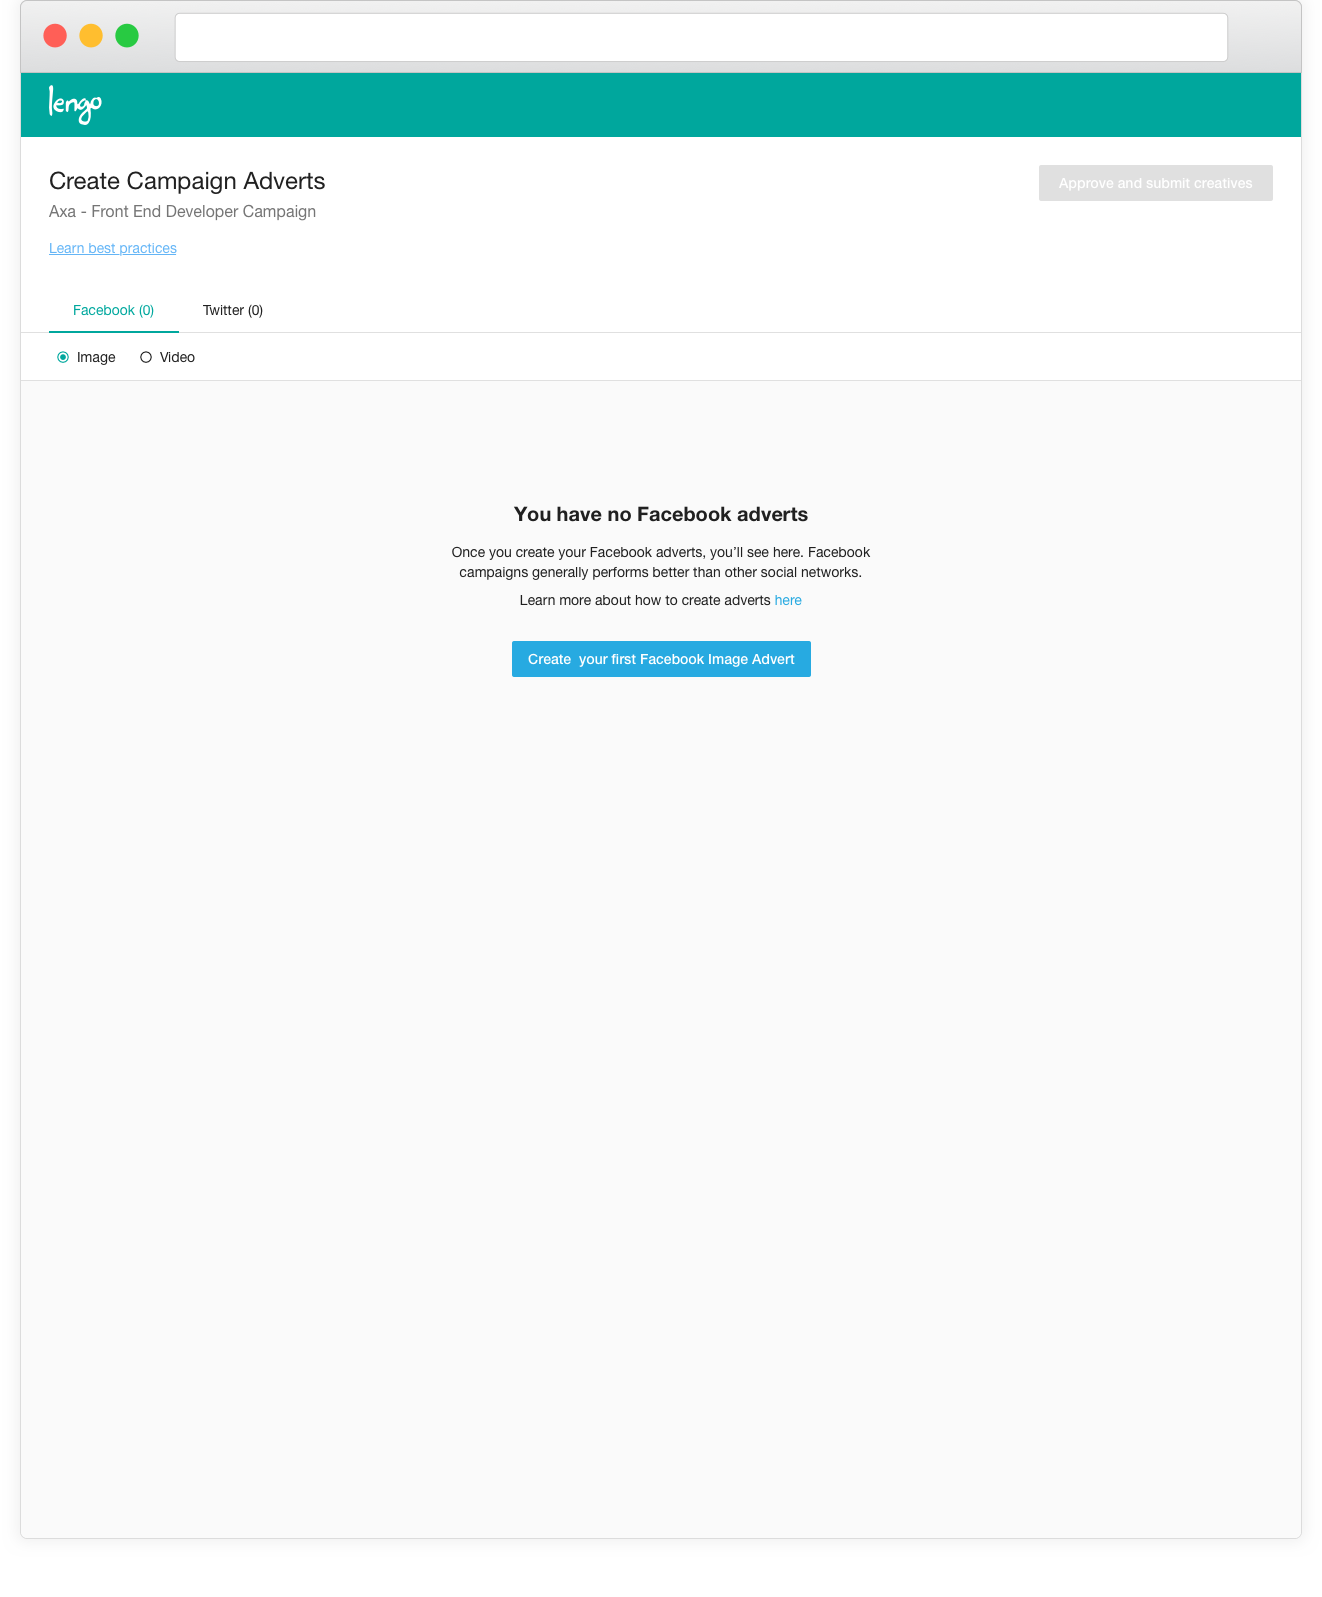 lengo
Create Campaign Adverts
Approve and submit creatives
Axa - Front End Developer Campaign
Learn best practices
Facebook (0)
Twitter (0)
Image
Video
You have no Facebook adverts
Once you create your Facebook adverts, you’ll see here. Facebook
campaigns generally performs better than other social networks.
Learn more about how to create adverts here
Create  your first Facebook Image Advert